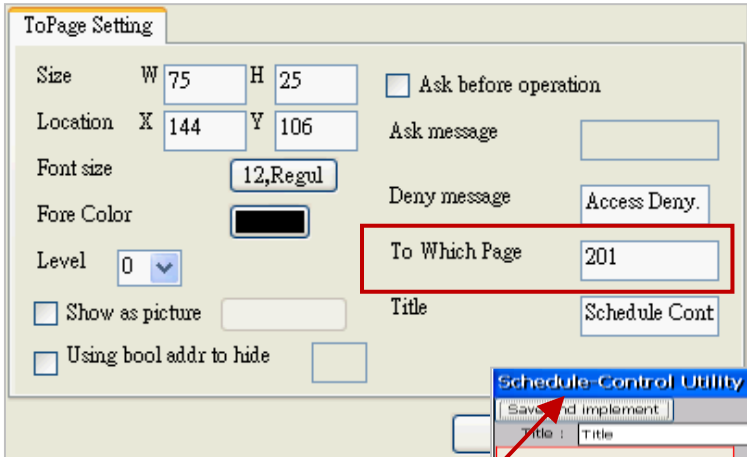 ToPage Setting
Size W 75 H 25
Location X 144 Y 106
Font size 12,Regul
Fore Color
Level 0
Show as picture
Using bool addr to hide
Ask before operation
Ask message
Deny message Access Deny.
To Which Page 201
Title Schedule Cont
Schedule-Control Utility
Save and implement
Title : Title